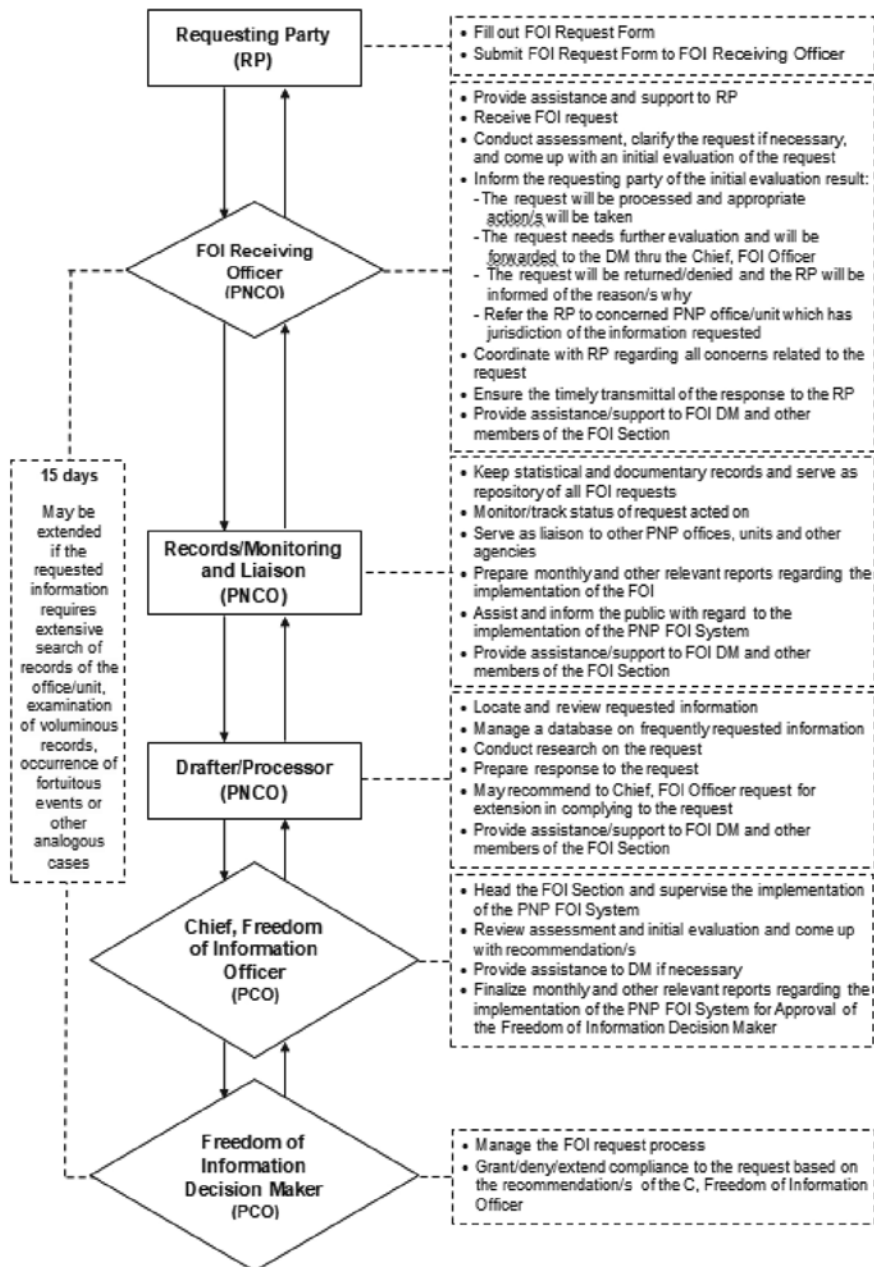 Requesting Party
(RP)
• Fill out FOI Request Form
• Submit FOI Request Form to FOI Receiving Officer
• Provide assistance and support to RP
• Receive FOI request
• Conduct assessment, clarify the request if necessary,
and come up with an initial evaluation of the request
• Inform the requesting party of the initial evaluation result:
- The request will be processed and appropriate
action/s will be taken
- The request needs further evaluation and will be
forwarded to the DM thru the Chief, FOI Officer
- The request will be returned/denied and the RP will be
informed of the reason/s why
- Refer the RP to concerned PNP office/unit which has
jurisdiction of the information requested
• Coordinate with RP regarding all concerns related to the
request
• Ensure the timely transmittal of the response to the RP
• Provide assistance/support to FOI DM and other
members of the FOI Section
FOI Receiving
Officer
(PNCO)
15 days
May be
extended
if the
requested
information
requires
extensive
search of
records of the
office/unit,
examination
of voluminous
records,
occurrence of
fortuitous
events or
other
analogous
cases
• Keep statistical and documentary records and serve as
repository of all FOI requests
• Monitor/track status of request acted on
• Serve as liaison to other PNP offices, units and other
agencies
• Prepare monthly and other relevant reports regarding the
implementation of the FOI
• Assist and inform the public with regard to the
implementation of the PNP FOI System
• Provide assistance/support to FOI DM and other
members of the FOI Section
Records/Monitoring
and Liaison
(PNCO)
• Locate and review requested information
• Manage a database on frequently requested information
• Conduct research on the request
• Prepare response to the request
• May recommend to Chief, FOI Officer request for
extension in complying to the request
• Provide assistance/support to FOI DM and other
members of the FOI Section
Drafter/Processor
(PNCO)
• Head the FOI Section and supervise the implementation
of the PNP FOI System
• Review assessment and initial evaluation and come up
with recommendation/s
• Provide assistance to DM if necessary
• Finalize monthly and other relevant reports regarding the
implementation of the PNP FOI System for Approval of
the Freedom of Information Decision Maker
Chief, Freedom
of Information
Officer
(PCO)
• Manage the FOI request process
• Grant/deny/extend compliance to the request based on
the recommendation/s of the C, Freedom of Information
Officer
Freedom of
Information
Decision Maker
(PCO)